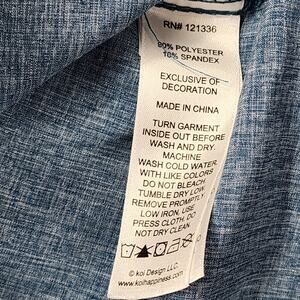 RN# 121336
90% POLYESTER
10% SPANDEX
EXCLUSIVE OF
DECORATION
MADE IN CHINA
TURN GARMENT
INSIDE OUT BEFORE
WASH AND DRY.
MACHINE
WASH COLD WATER.
WITH LIKE COLORS
DO NOT BLEACH.
TUMBLE DRY LOW.
REMOVE PROMPTLY.
LOW IRON, USE
PRESS CLOTH, DO
NOT DRY CLEAN.
© koi Design LLC.
www.koihappiness.com